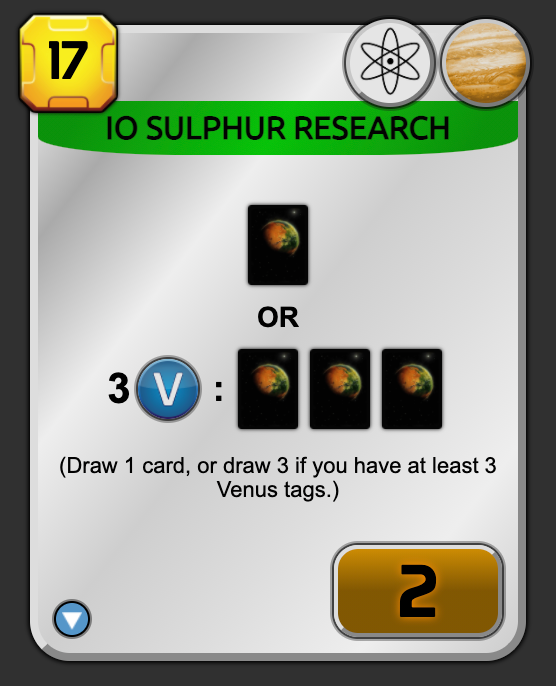 17
IO SULPHUR RESEARCH
OR
3 V :
(Draw 1 card, or draw 3 if you have at least 3
Venus tags.)
2